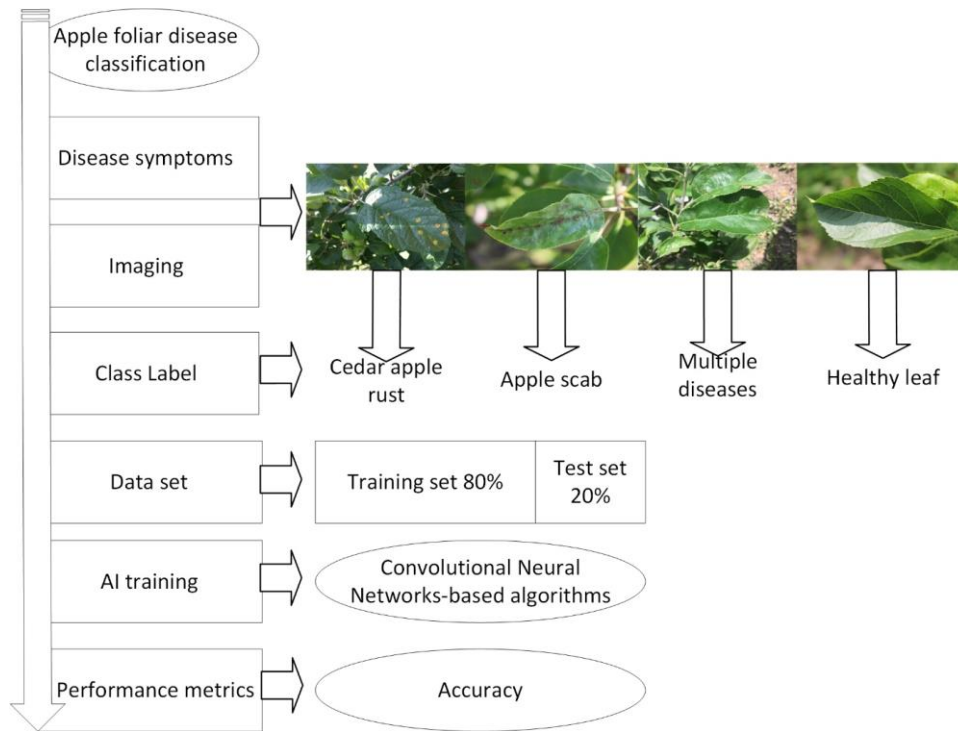 Apple foliar disease
classification
Disease symptoms
Imaging
Class Label
Cedar apple
rust
Apple scab
Multiple
diseases
Healthy leaf
Data set
Training set 80%
Test set
20%
AI training
Convolutional Neural
Networks-based algorithms
Performance metrics
Accuracy